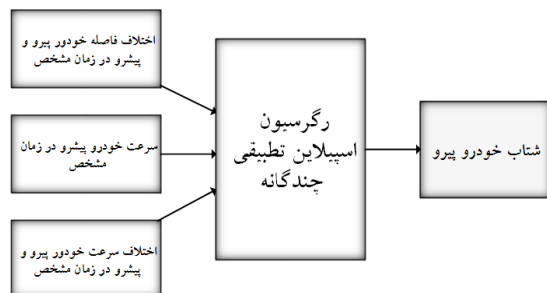 اختلاف فاصله خودور پیرو و
پیشرو در زمان مشخص
سرعت خودرو پیشرو در زمان
مشخص
اختلاف سرعت خودور پیرو و
پیشرو در زمان مشخص
رگرسیون
اسپیلاین تطبیقی
چندگانه
شتاب خودرو پیرو